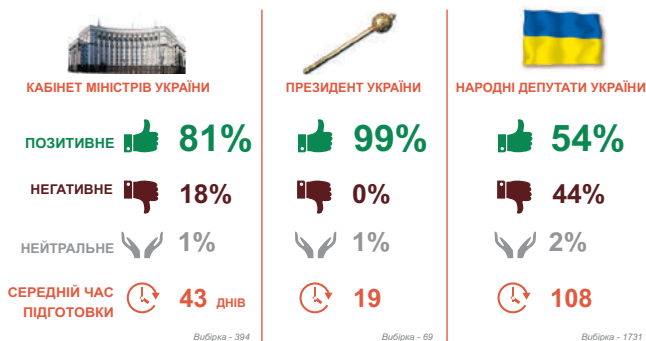 КАБІНЕТ МІНІСТРІВ УКРАЇНИ
ПРЕЗИДЕНТ УКРАЇНИ
НАРОДНІ ДЕПУТАТИ УКРАЇНИ
ПОЗИТИВНЕ 81% 99% 54%
НЕГАТИВНЕ 18% 0% 44%
НЕЙТРАЛЬНЕ 1% 1% 2%
СЕРЕДНІЙ ЧАС
ПІДГОТОВКИ
43 ДНІВ 19 108
Вибірка - 394 Вибірка - 69 Вибірка - 1731